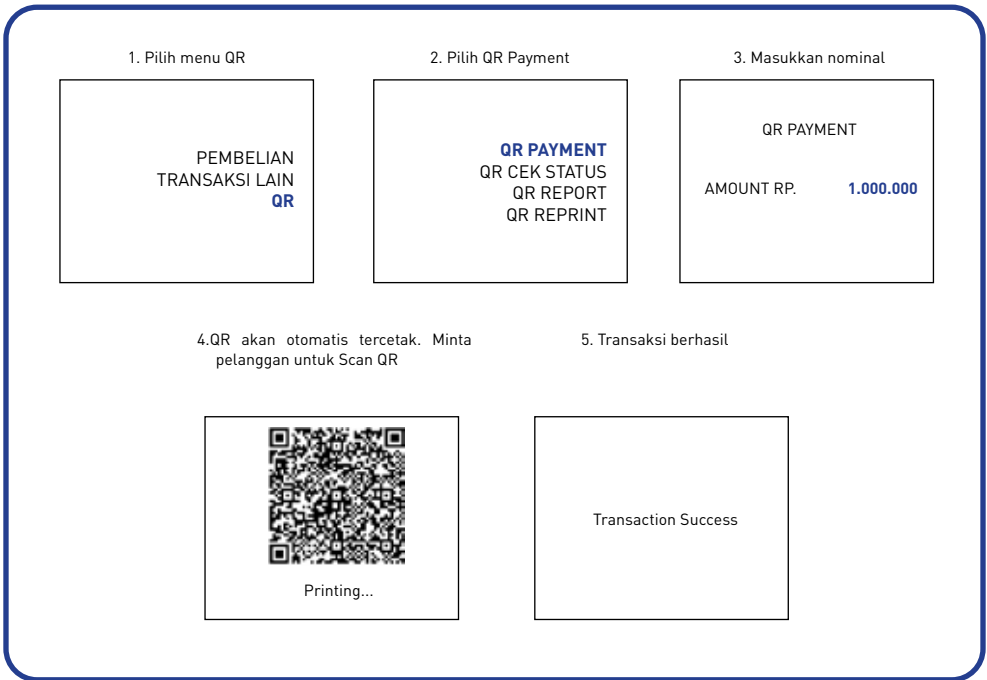 1. Pilih menu QR
PEMBELIAN
TRANSAKSI LAIN
QR
2. Pilih QR Payment
QR PAYMENT
QR CEK STATUS
QR REPORT
QR REPRINT
3. Masukkan nominal
QR PAYMENT
AMOUNT RP. 1.000.000
4.QR akan otomatis tercetak. Minta
pelanggan untuk Scan QR
Printing...
5. Transaksi berhasil
Transaction Success